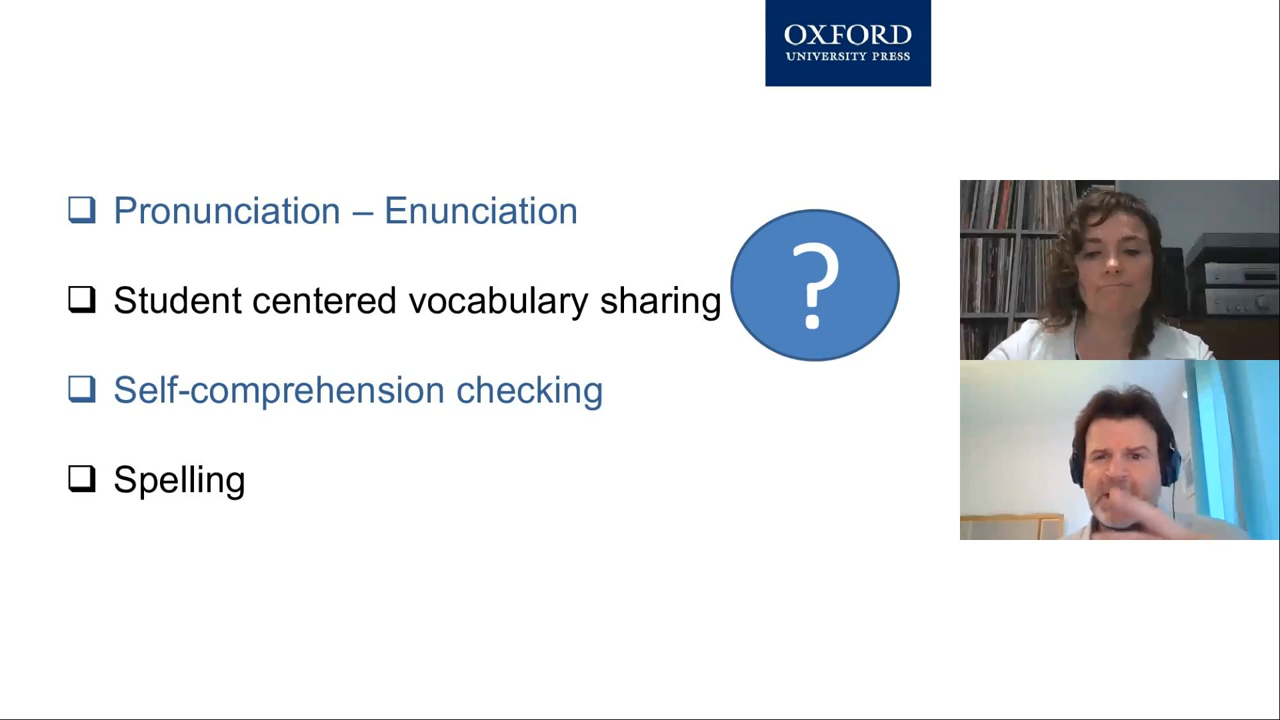 OXFORD
UNIVERSITY PRESS
❑ Pronunciation – Enunciation
❑ Student centered vocabulary sharing
?
❑ Self-comprehension checking
❑ Spelling